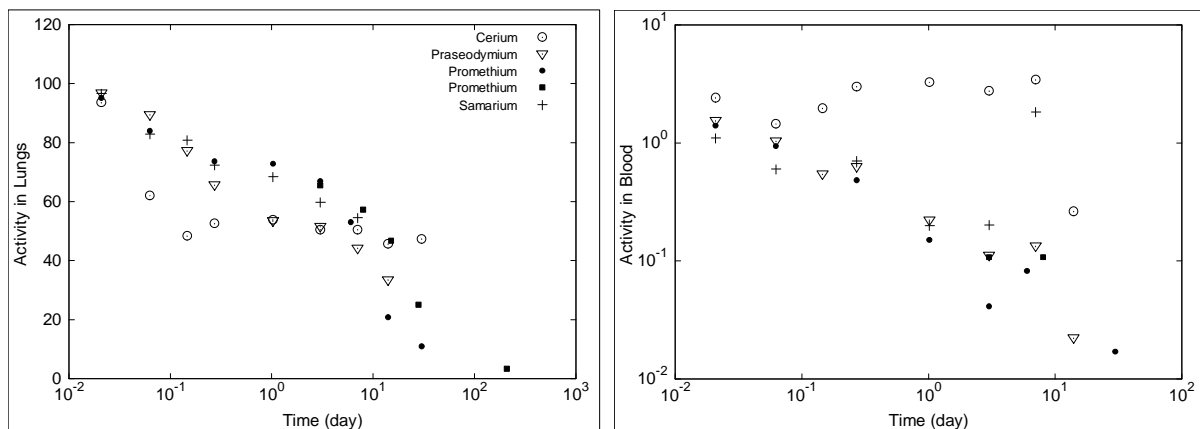 120
100
80
60
40
20
0
10-2
10-1
100
101
102
103
Time (day)
Activity in Lungs
Cerium
Praseodymium
Promethium
Promethium
Samarium
101
100
10-1
10-2
10-2
10-1
100
101
102
Time (day)
Activity in Blood